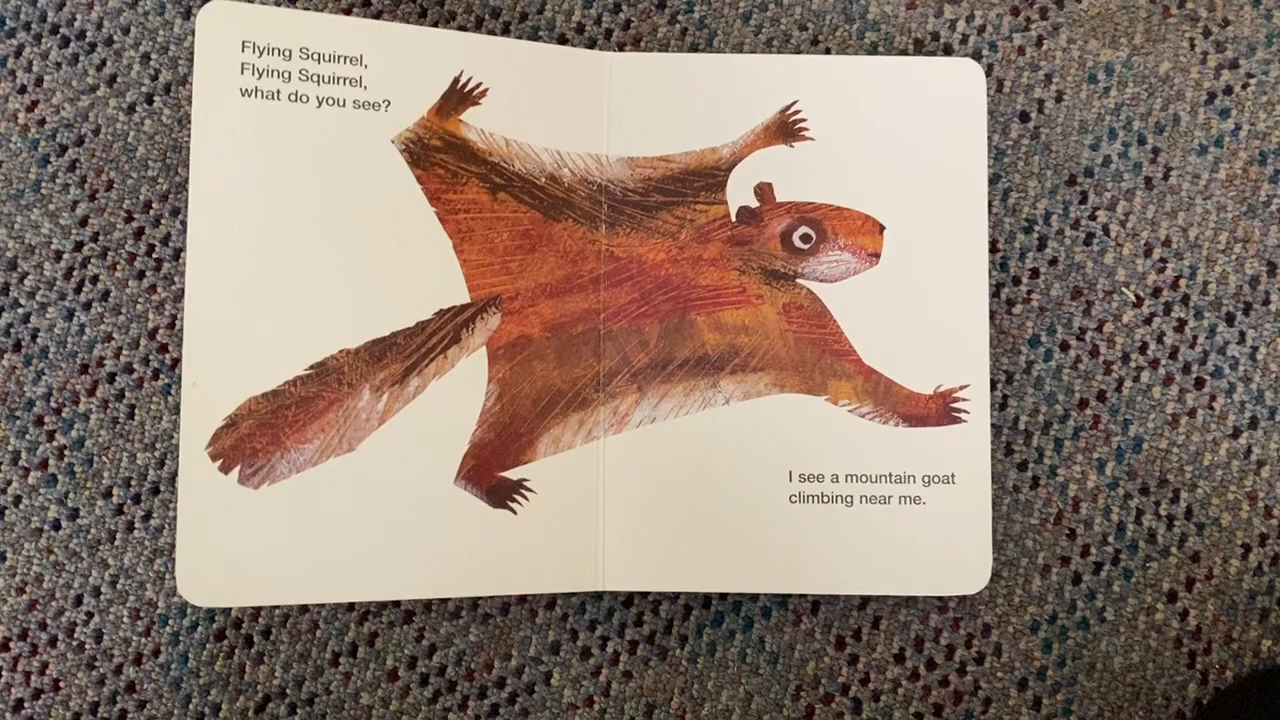 Flying Squirrel,
Flying Squirrel,
what do you see?
I see a mountain goat
climbing near me.